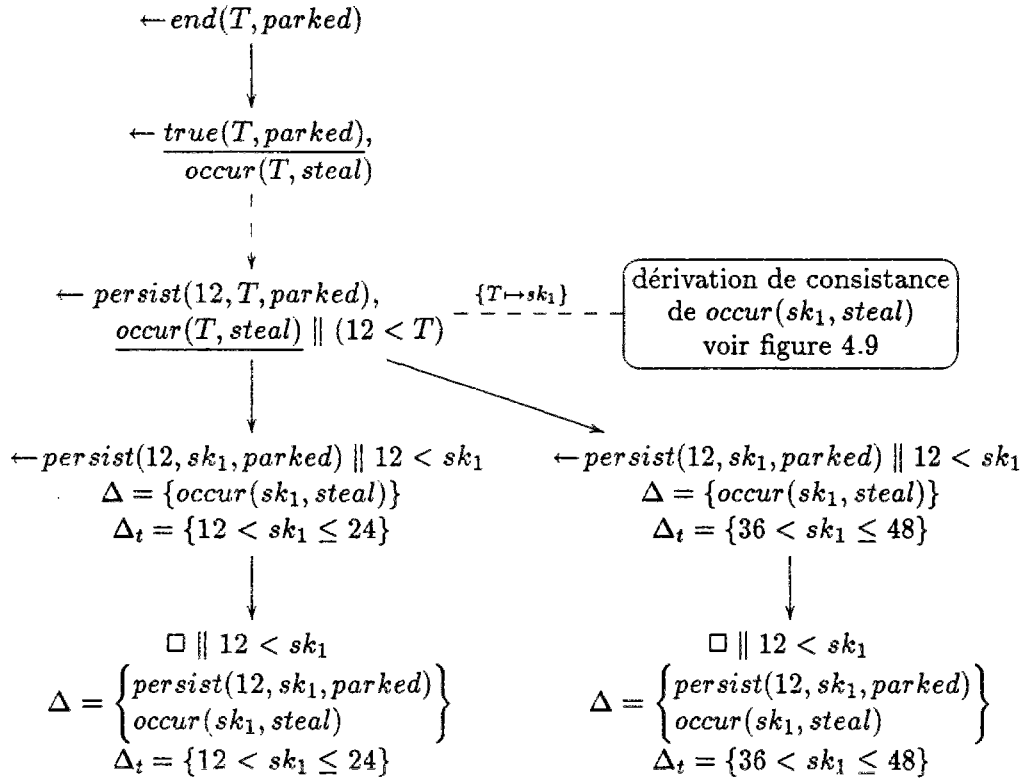 ← end(T, parked)
← true(T, parked),
occur(T, steal)
← persist(12, T, parked),
occur(T, steal) ∥ (12 < T)
{T↦sk₁}
dérivation de consistance
de occur(sk₁, steal)
voir figure 4.9
← persist(12, sk₁, parked) ∥ 12 < sk₁
Δ = {occur(sk₁, steal)}
Δₜ = {12 < sk₁ ≤ 24}
← persist(12, sk₁, parked) ∥ 12 < sk₁
Δ = {occur(sk₁, steal)}
Δₜ = {36 < sk₁ ≤ 48}
□ ∥ 12 < sk₁
Δ = { persist(12, sk₁, parked)
occur(sk₁, steal) }
Δₜ = {12 < sk₁ ≤ 24}
□ ∥ 12 < sk₁
Δ = { persist(12, sk₁, parked)
occur(sk₁, steal) }
Δₜ = {36 < sk₁ ≤ 48}